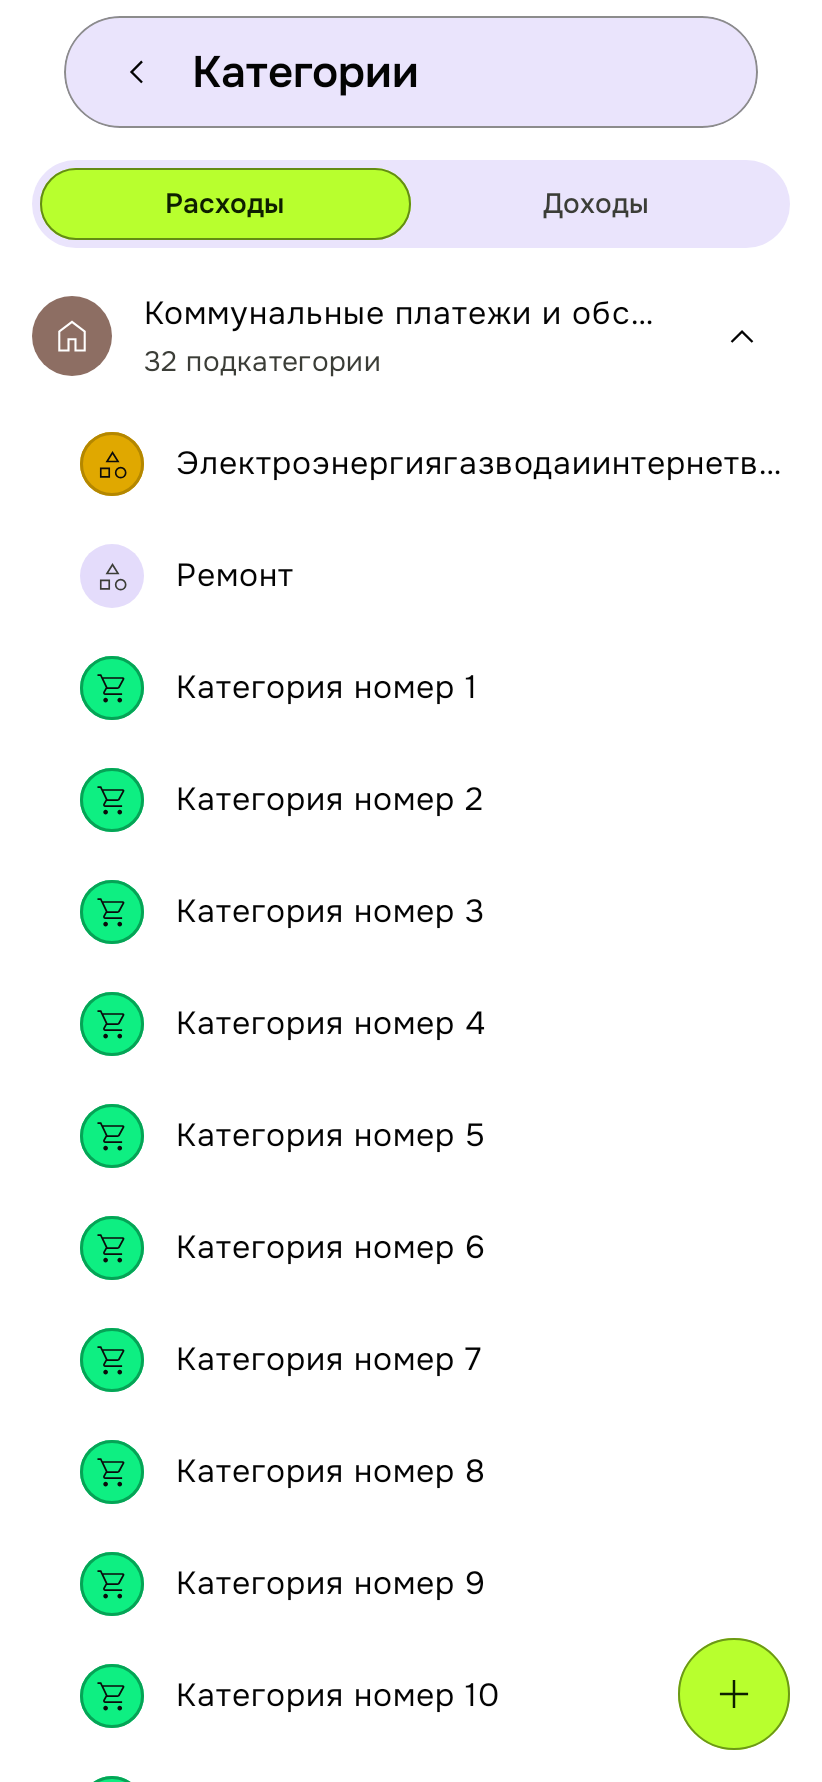 Категории
Расходы
Доходы
Коммунальные платежи и обс...
32 подкатегории
Электроэнергиягазводаиинтернетв...
Ремонт
Категория номер 1
Категория номер 2
Категория номер 3
Категория номер 4
Категория номер 5
Категория номер 6
Категория номер 7
Категория номер 8
Категория номер 9
Категория номер 10